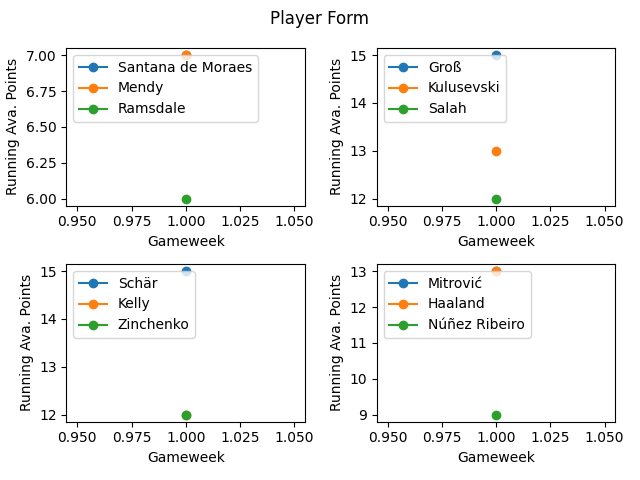 Player Form
Running Ava. Points
7.00
6.75
6.50
6.25
6.00
Santana de Moraes
Mendy
Ramsdale
0.950 0.975 1.000 1.025 1.050
Gameweek
Running Ava. Points
15
14
13
12
Groß
Kulusevski
Salah
0.950 0.975 1.000 1.025 1.050
Gameweek
Running Ava. Points
15
14
13
12
Schär
Kelly
Zinchenko
0.950 0.975 1.000 1.025 1.050
Gameweek
Running Ava. Points
13
12
11
10
9
Mitrović
Haaland
Núñez Ribeiro
0.950 0.975 1.000 1.025 1.050
Gameweek